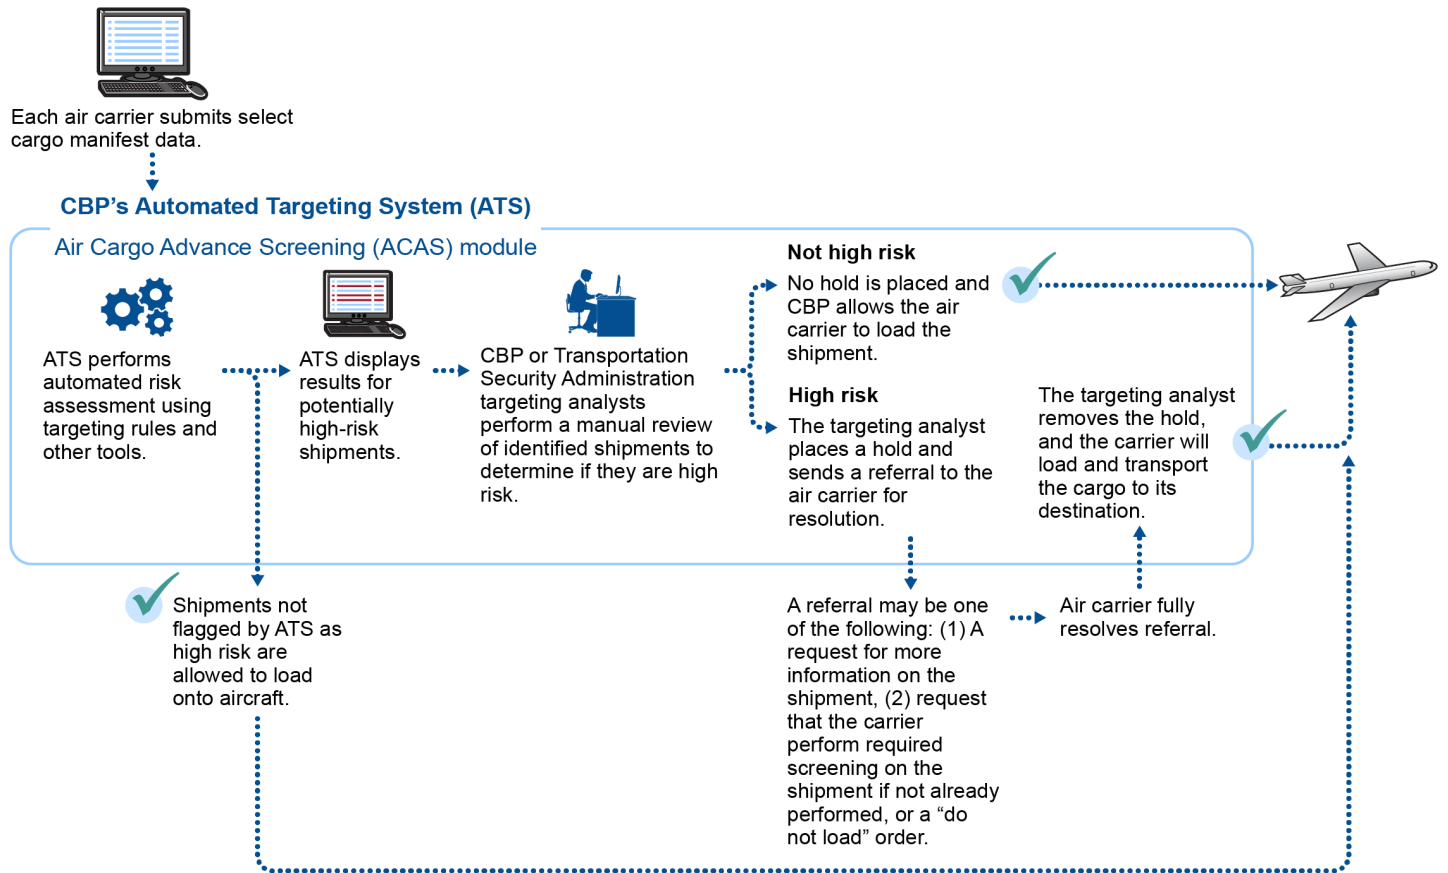 Each air carrier submits select
cargo manifest data.
CBP’s Automated Targeting System (ATS)
Air Cargo Advance Screening (ACAS) module
ATS performs
automated risk
assessment using
targeting rules and
other tools.
ATS displays
results for
potentially
high-risk
shipments.
CBP or Transportation
Security Administration
targeting analysts
perform a manual review
of identified shipments to
determine if they are high
risk.
Not high risk
No hold is placed and
CBP allows the air
carrier to load the
shipment.
High risk
The targeting analyst
places a hold and
sends a referral to the
air carrier for
resolution.
The targeting analyst
removes the hold,
and the carrier will
load and transport
the cargo to its
destination.
Shipments not
flagged by ATS as
high risk are
allowed to load
onto aircraft.
A referral may be one
of the following: (1) A
request for more
information on the
shipment, (2) request
that the carrier
perform required
screening on the
shipment if not already
performed, or a “do
not load” order.
Air carrier fully
resolves referral.